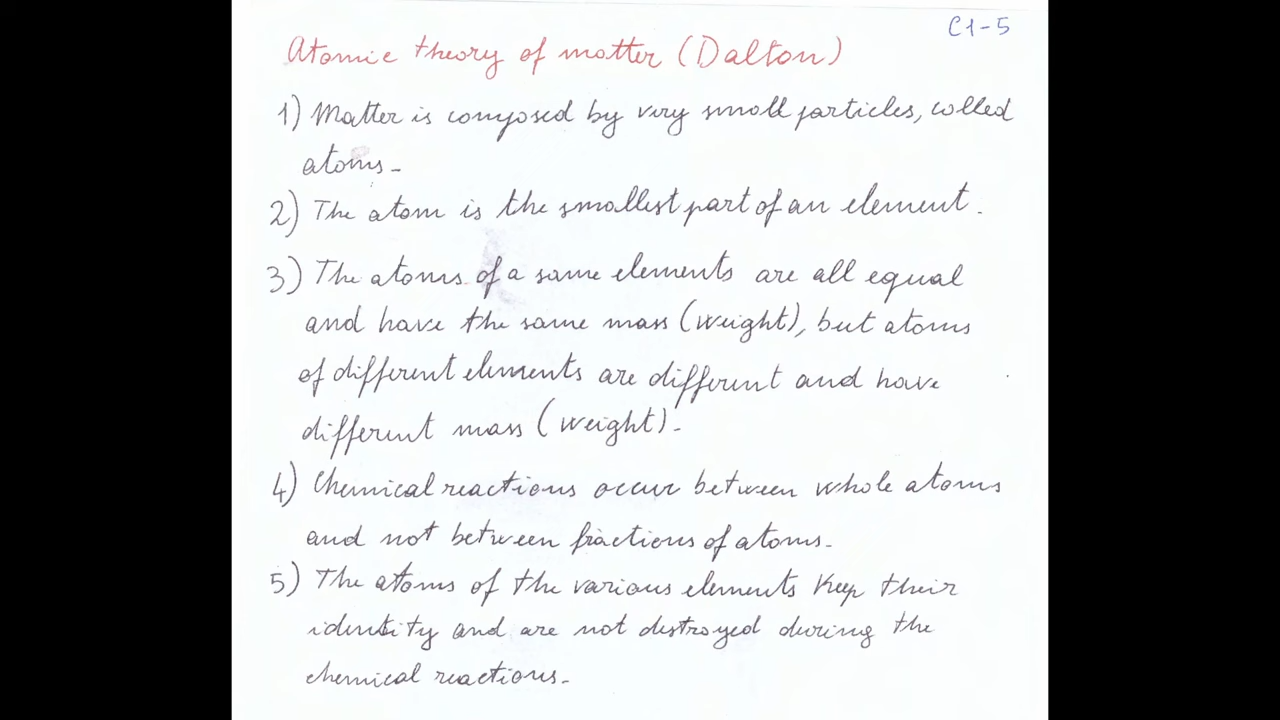 C1-5
Atomic theory of matter (Dalton)
1) Matter is composed by very small particles, called
atoms-
2) The atom is the smallest part of an element.
3) The atoms of a same elements are all equal
and have the same mass (weight), but atoms
of different elements are different and have
different mass (weight)-
4) Chemical reactions occur between whole atoms
and not between fractions of atoms-
5) The atoms of the various elements keep their
identity and are not destroyed during the
chemical reactions-